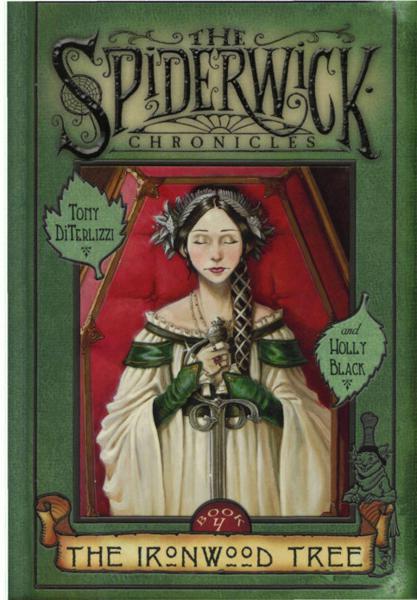 THE
SPIDERWICK
CHRONICLES
TONY
DITERLIZZI
and
HOLLY
BLACK
BOOK
4
THE IRONWOOD TREE